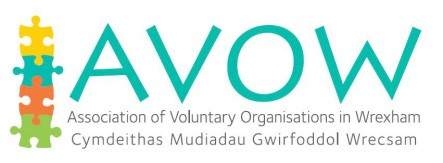 AVOW
Association of Voluntary Organisations in Wrexham
Cymdeithas Mudiadau Gwirfoddol Wrecsam